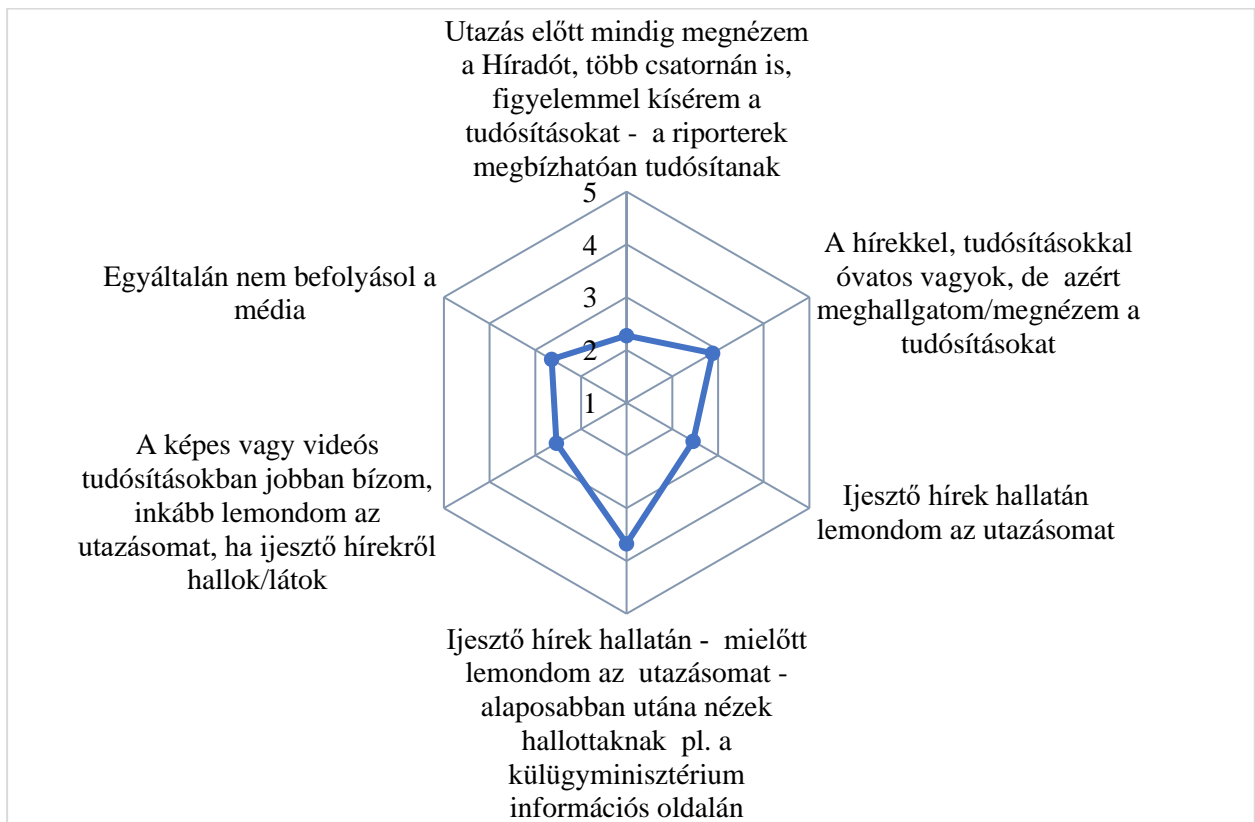 Utazás előtt mindig megnézem
a Híradót, több csatornán is,
figyelemmel kísérem a
tudósításokat - a riporterek
megbízhatóan tudósítanak
5
4
3
2
1
A hírekkel, tudósításokkal
óvatos vagyok, de azért
meghallgatom/megnézem a
tudósításokat
Ijesztő hírek hallatán
lemondom az utazásomat
Ijesztő hírek hallatán - mielőtt
lemondom az utazásomat -
alaposabban utána nézek
hallottaknak pl. a
külügyminisztérium
információs oldalán
A képes vagy videós
tudósításokban jobban bízom,
inkább lemondom az
utazásomat, ha ijesztő hírekről
hallok/látok
Egyáltalán nem befolyásol a
média